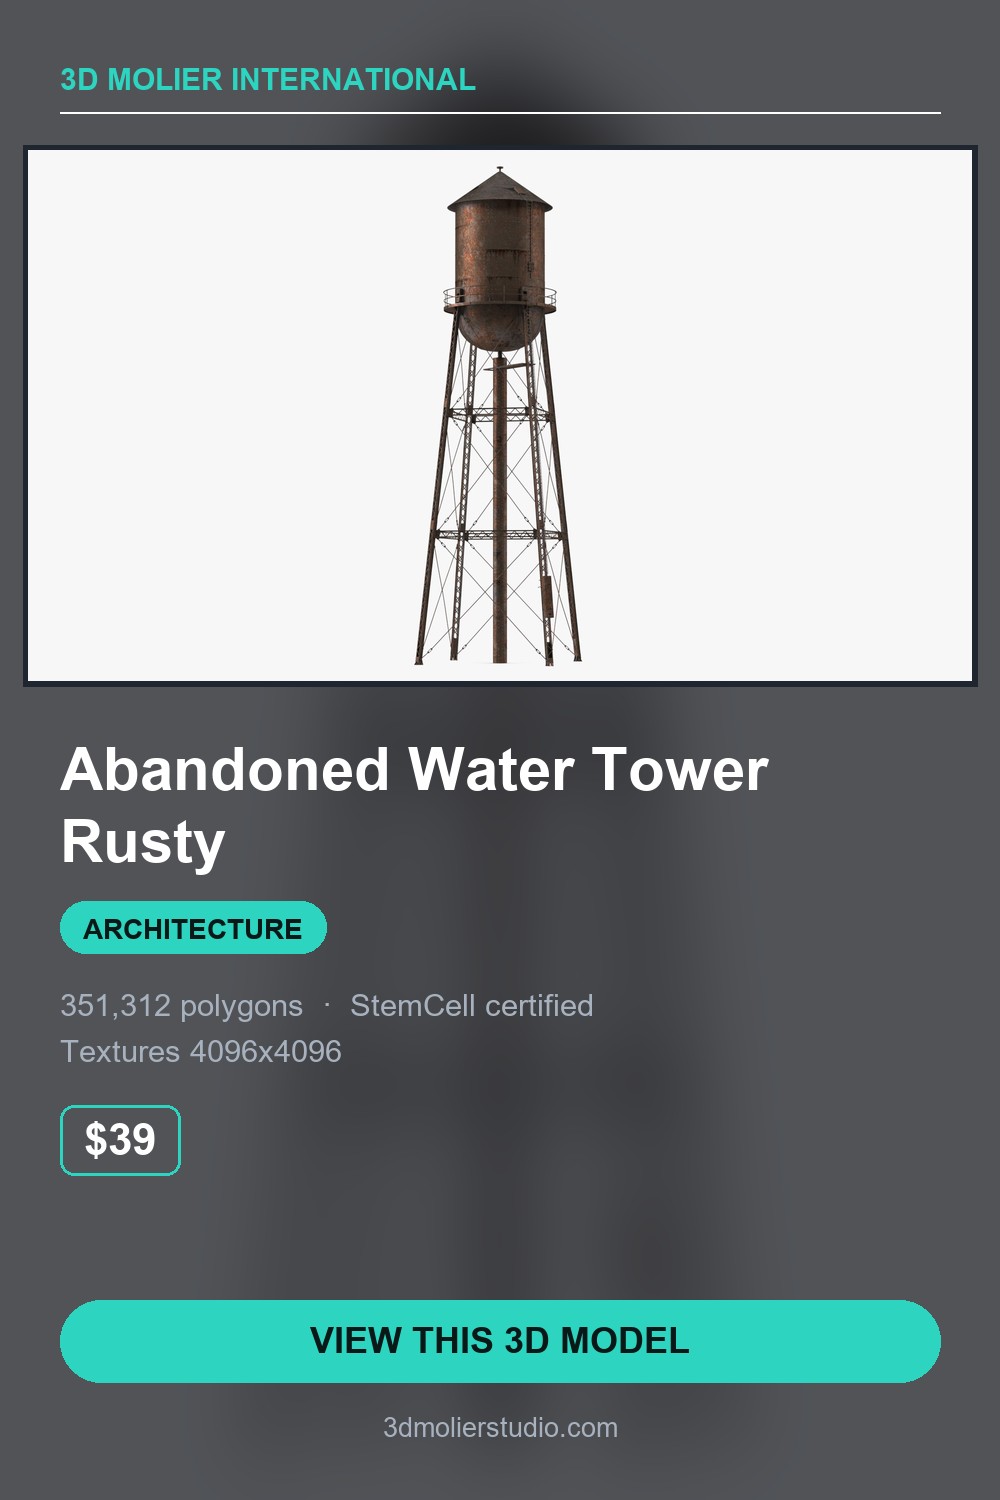 3D MOLIER INTERNATIONAL
Abandoned Water Tower
Rusty
ARCHITECTURE
351,312 polygons · StemCell certified
Textures 4096x4096
$39
VIEW THIS 3D MODEL
3dmolierstudio.com